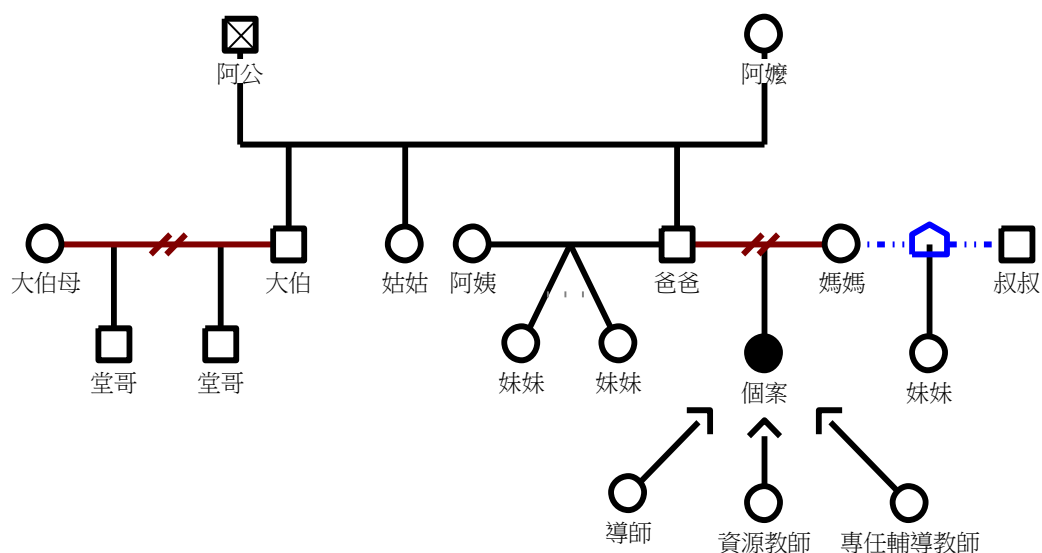 阿公
阿嬤
大伯母
大伯
姑姑
阿姨
爸爸
媽媽
叔叔
堂哥
堂哥
妹妹
妹妹
個案
妹妹
導師
資源教師
專任輔導教師